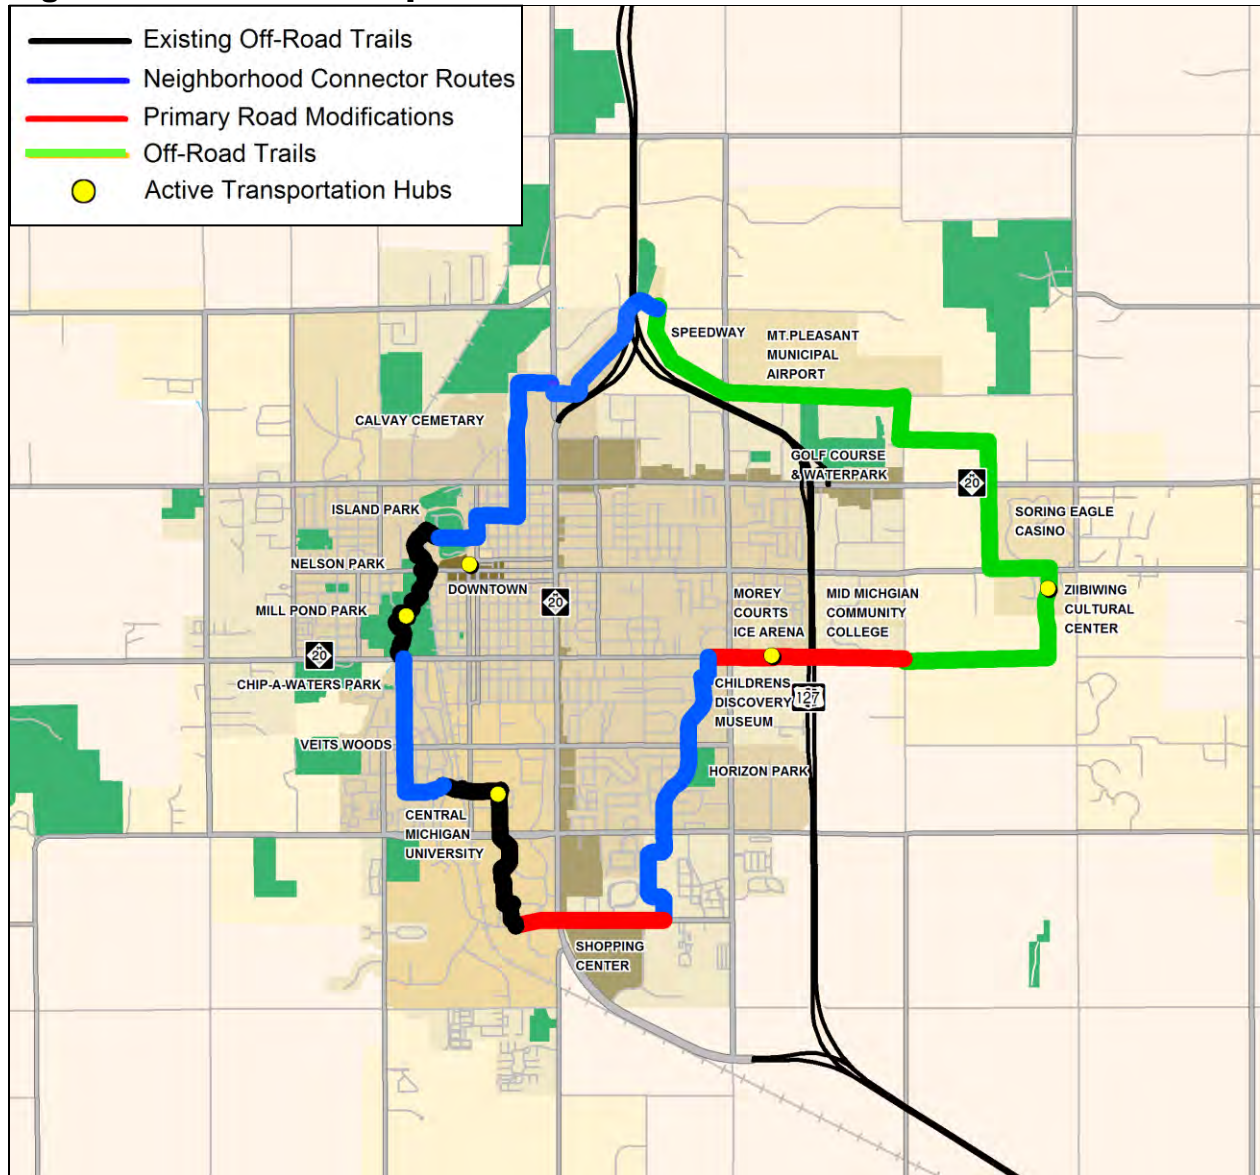 Existing Off-Road Trails
Neighborhood Connector Routes
Primary Road Modifications
Off-Road Trails
Active Transportation Hubs
SPEEDWAY
MT.PLEASANT
MUNICIPAL
AIRPORT
CALVAY CEMETARY
GOLF COURSE
& WATERPARK
M
20
ISLAND PARK
SORING EAGLE
CASINO
NELSON PARK
DOWNTOWN
M
20
MILL POND PARK
MOREY
COURTS
ICE ARENA
MID MICHGIAN
COMMUNITY
COLLEGE
ZIIBIWING
CULTURAL
CENTER
M
20
CHIP-A-WATERS PARK
CHILDRENS
DISCOVERY
MUSEUM
127
VEITS WOODS
HORIZON PARK
CENTRAL
MICHIGAN
UNIVERSITY
SHOPPING
CENTER